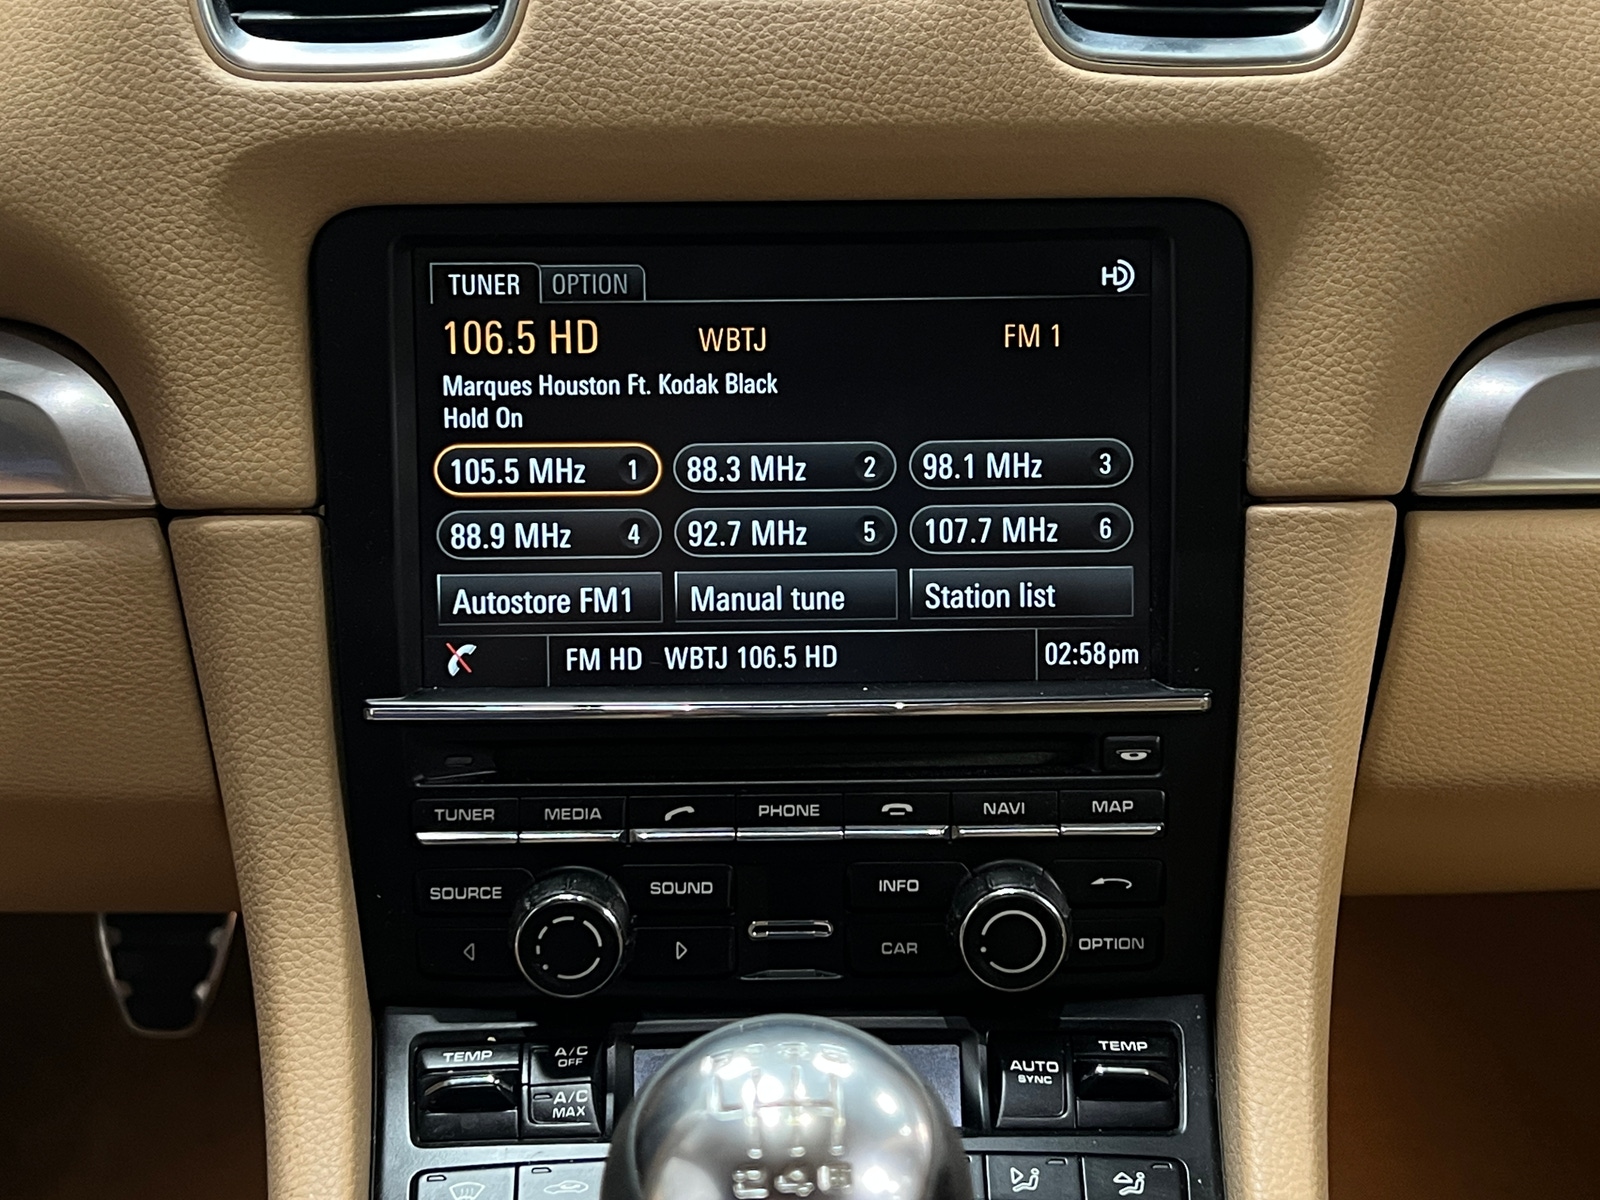 TUNER OPTION HD
106.5 HD WBTJ FM 1
Marques Houston Ft. Kodak Black
Hold On
105.5 MHz 1 88.3 MHz 2 98.1 MHz 3
88.9 MHz 4 92.7 MHz 5 107.7 MHz 6
Autostore FM1 Manual tune Station list
FM HD WBTJ 106.5 HD 02:58pm
TUNER MEDIA PHONE NAVI MAP
SOURCE SOUND INFO
CAR OPTION
TEMP A/C OFF AUTO SYNC TEMP
A/C MAX